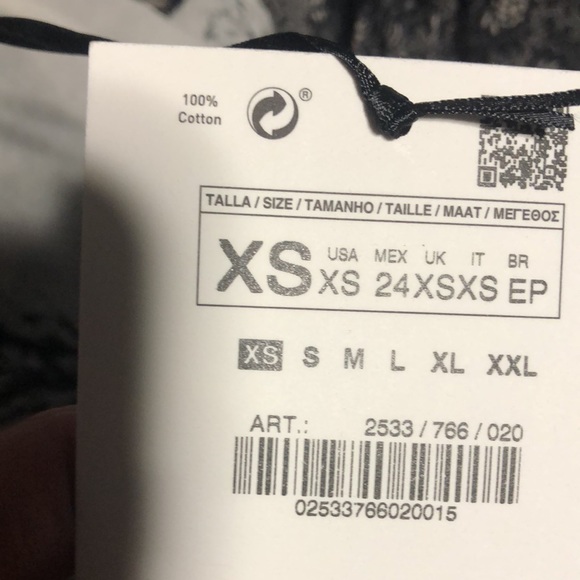 100%
Cotton
®
TALLA / SIZE / TAMANHO / TAILLE / MAAT / ΜΕΓΕΘΟΣ
USA MEX UK IT BR
XS XS 24 XS XS EP
XS S M L XL XXL
ART.: 2533 / 766 / 020
02533766020015